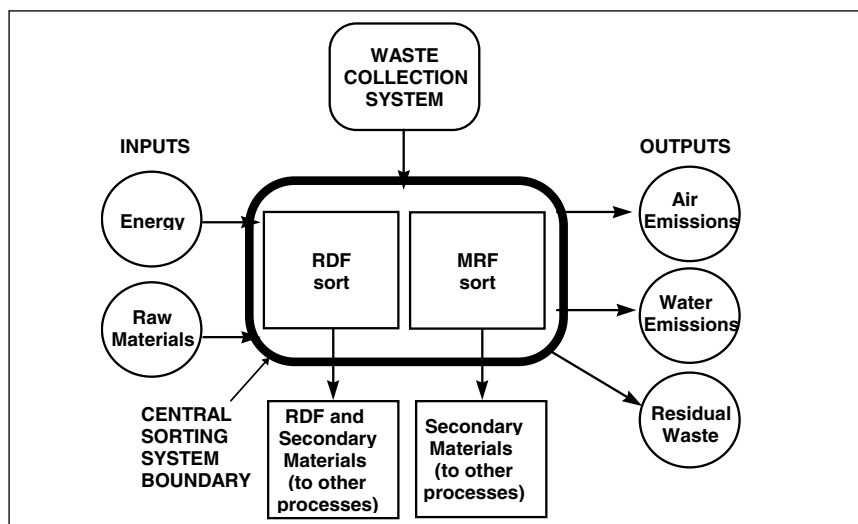 WASTE
COLLECTION
SYSTEM
INPUTS
OUTPUTS
Energy
Raw
Materials
RDF
sort
MRF
sort
Air
Emissions
Water
Emissions
Residual
Waste
CENTRAL
SORTING
SYSTEM
BOUNDARY
RDF and
Secondary
Materials
(to other
processes)
Secondary
Materials
(to other
processes)